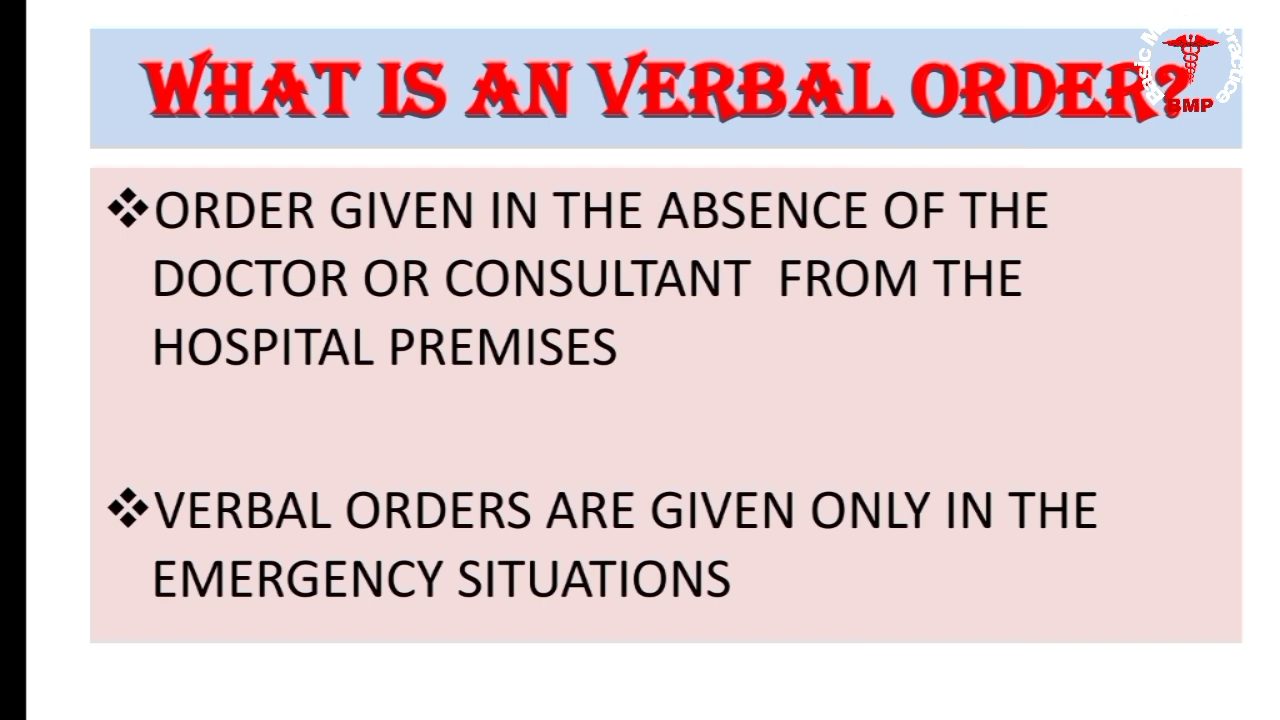 WHAT IS AN VERBAL ORDER?
BMP
❖ORDER GIVEN IN THE ABSENCE OF THE
DOCTOR OR CONSULTANT FROM THE
HOSPITAL PREMISES
❖VERBAL ORDERS ARE GIVEN ONLY IN THE
EMERGENCY SITUATIONS